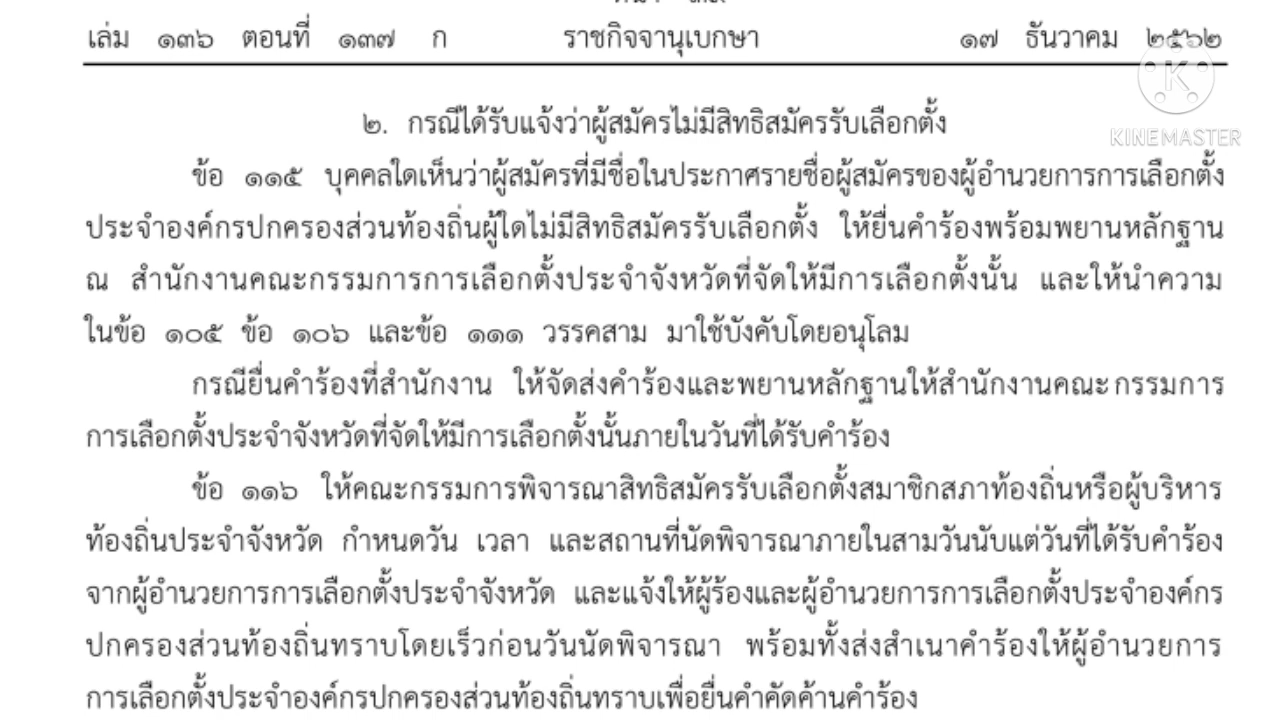 เล่ม ๑๓๖ ตอนที่ ๑๓๗ ก ราชกิจจานุเบกษา ๑๗ ธันวาคม ๒๕๖๒
KINEMASTER
๒. กรณีได้รับแจ้งว่าผู้สมัครไม่มีสิทธิสมัครรับเลือกตั้ง
ข้อ ๑๑๕ บุคคลใดเห็นว่าผู้สมัครที่มีชื่อในประกาศรายชื่อผู้สมัครของผู้อำนวยการการเลือกตั้ง
ประจำองค์กรปกครองส่วนท้องถิ่นผู้ใดไม่มีสิทธิสมัครรับเลือกตั้ง ให้ยื่นคำร้องพร้อมพยานหลักฐาน
ณ สำนักงานคณะกรรมการการเลือกตั้งประจำจังหวัดที่จัดให้มีการเลือกตั้งนั้น และให้นำความ
ในข้อ ๑๐๕ ข้อ ๑๐๖ และข้อ ๑๑๑ วรรคสาม มาใช้บังคับโดยอนุโลม
กรณียื่นคำร้องที่สำนักงาน ให้จัดส่งคำร้องและพยานหลักฐานให้สำนักงานคณะกรรมการ
การเลือกตั้งประจำจังหวัดที่จัดให้มีการเลือกตั้งนั้นภายในวันที่ได้รับคำร้อง
ข้อ ๑๑๖ ให้คณะกรรมการพิจารณาสิทธิสมัครรับเลือกตั้งสมาชิกสภาท้องถิ่นหรือผู้บริหาร
ท้องถิ่นประจำจังหวัด กำหนดวัน เวลา และสถานที่นัดพิจารณาภายในสามวันนับแต่วันที่ได้รับคำร้อง
จากผู้อำนวยการการเลือกตั้งประจำจังหวัด และแจ้งให้ผู้ร้องและผู้อำนวยการการเลือกตั้งประจำองค์กร
ปกครองส่วนท้องถิ่นทราบโดยเร็วก่อนวันนัดพิจารณา พร้อมทั้งส่งสำเนาคำร้องให้ผู้อำนวยการ
การเลือกตั้งประจำองค์กรปกครองส่วนท้องถิ่นทราบเพื่อยื่นคำคัดค้านคำร้อง